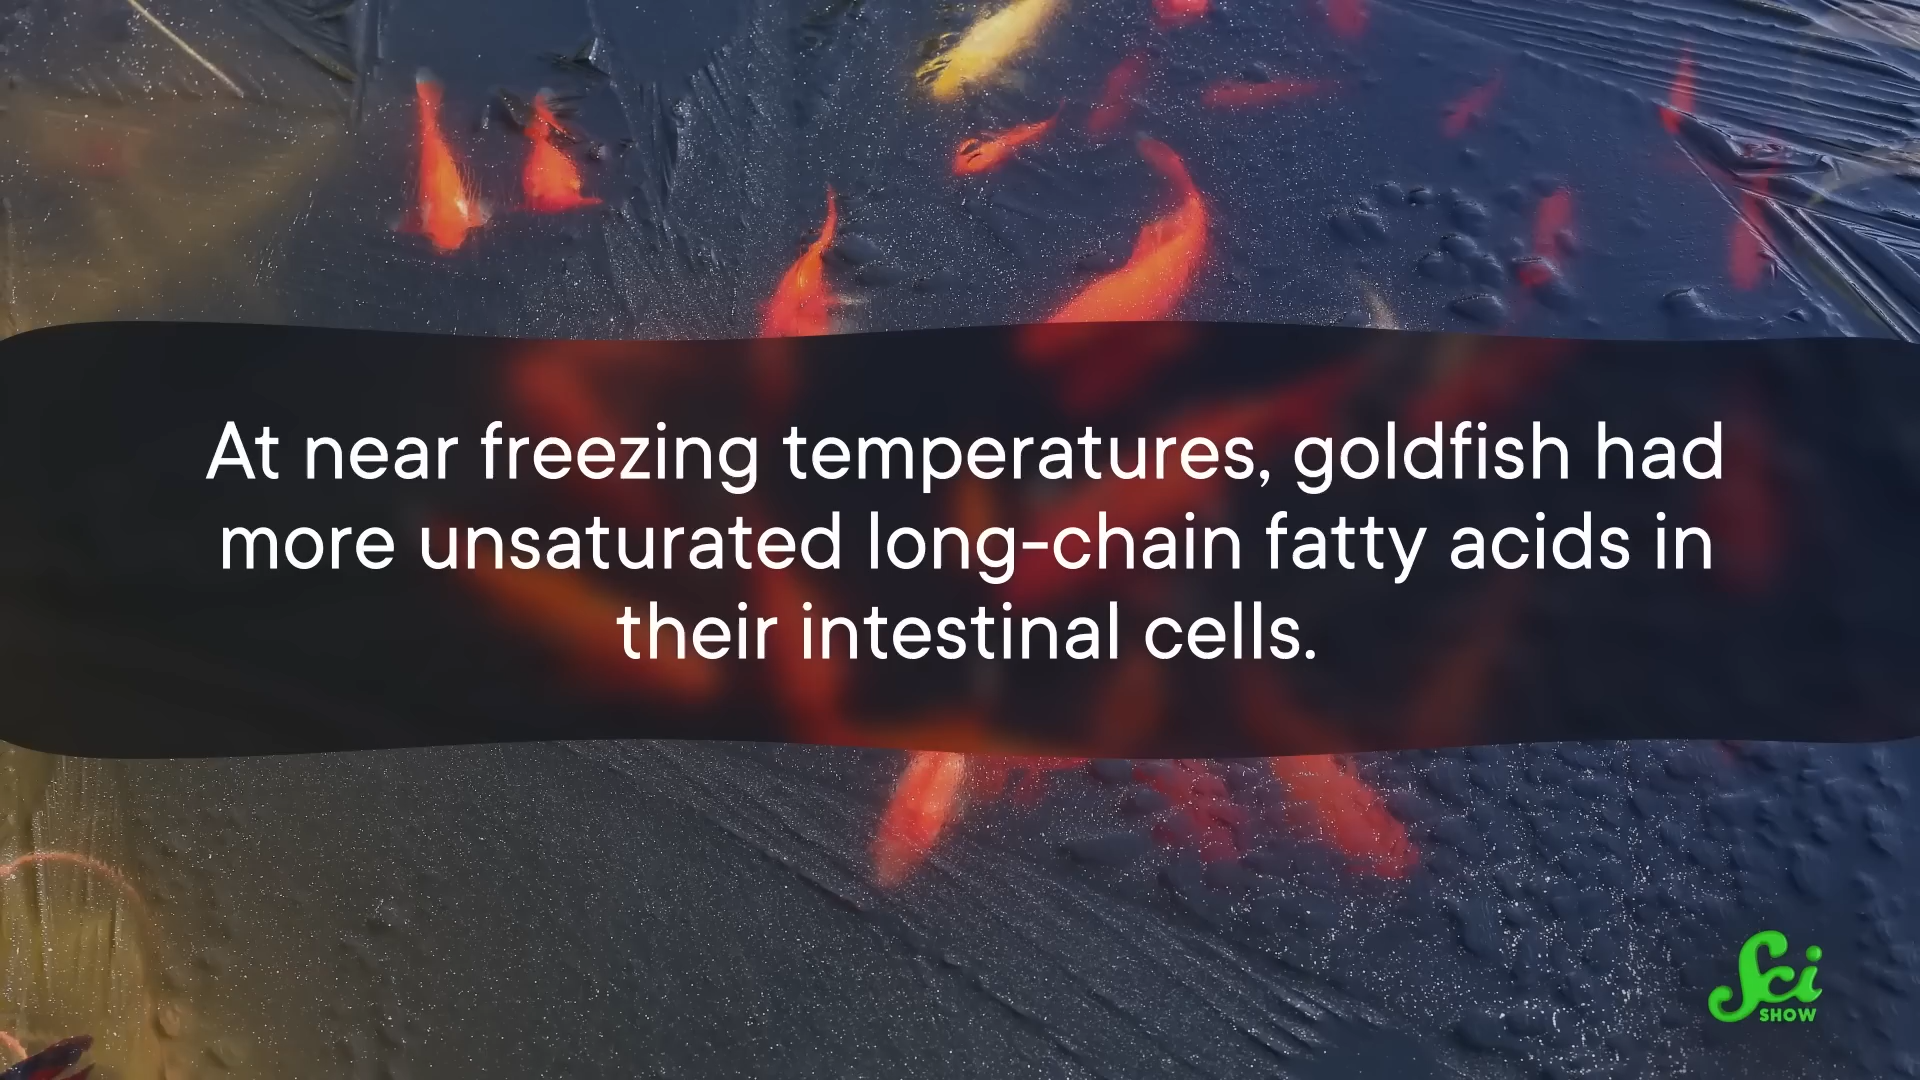 At near freezing temperatures, goldfish had
more unsaturated long-chain fatty acids in
their intestinal cells.
Sci
SHOW